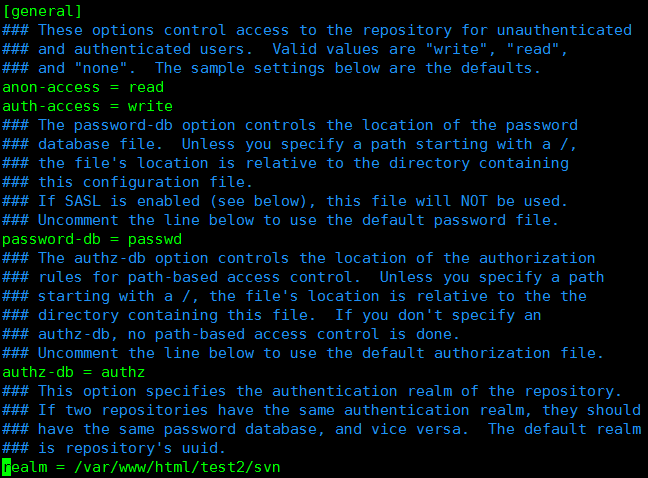 [general]
### These options control access to the repository for unauthenticated
### and authenticated users.  Valid values are "write", "read",
### and "none".  The sample settings below are the defaults.
anon-access = read
auth-access = write
### The password-db option controls the location of the password
### database file.  Unless you specify a path starting with a /,
### the file's location is relative to the directory containing
### this configuration file.
### If SASL is enabled (see below), this file will NOT be used.
### Uncomment the line below to use the default password file.
password-db = passwd
### The authz-db option controls the location of the authorization
### rules for path-based access control.  Unless you specify a path
### starting with a /, the file's location is relative to the the
### directory containing this file.  If you don't specify an
### authz-db, no path-based access control is done.
### Uncomment the line below to use the default authorization file.
authz-db = authz
### This option specifies the authentication realm of the repository.
### If two repositories have the same authentication realm, they should
### have the same password database, and vice versa.  The default realm
### is repository's uuid.
realm = /var/www/html/test2/svn